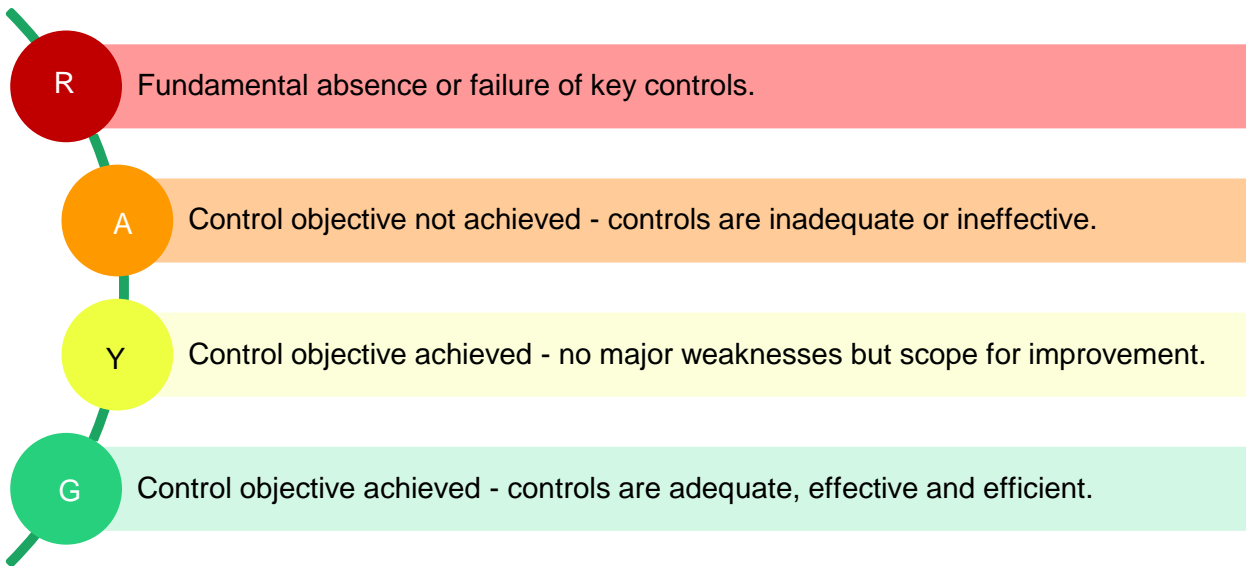 R
Fundamental absence or failure of key controls.
A
Control objective not achieved - controls are inadequate or ineffective.
Y
Control objective achieved - no major weaknesses but scope for improvement.
G
Control objective achieved - controls are adequate, effective and efficient.